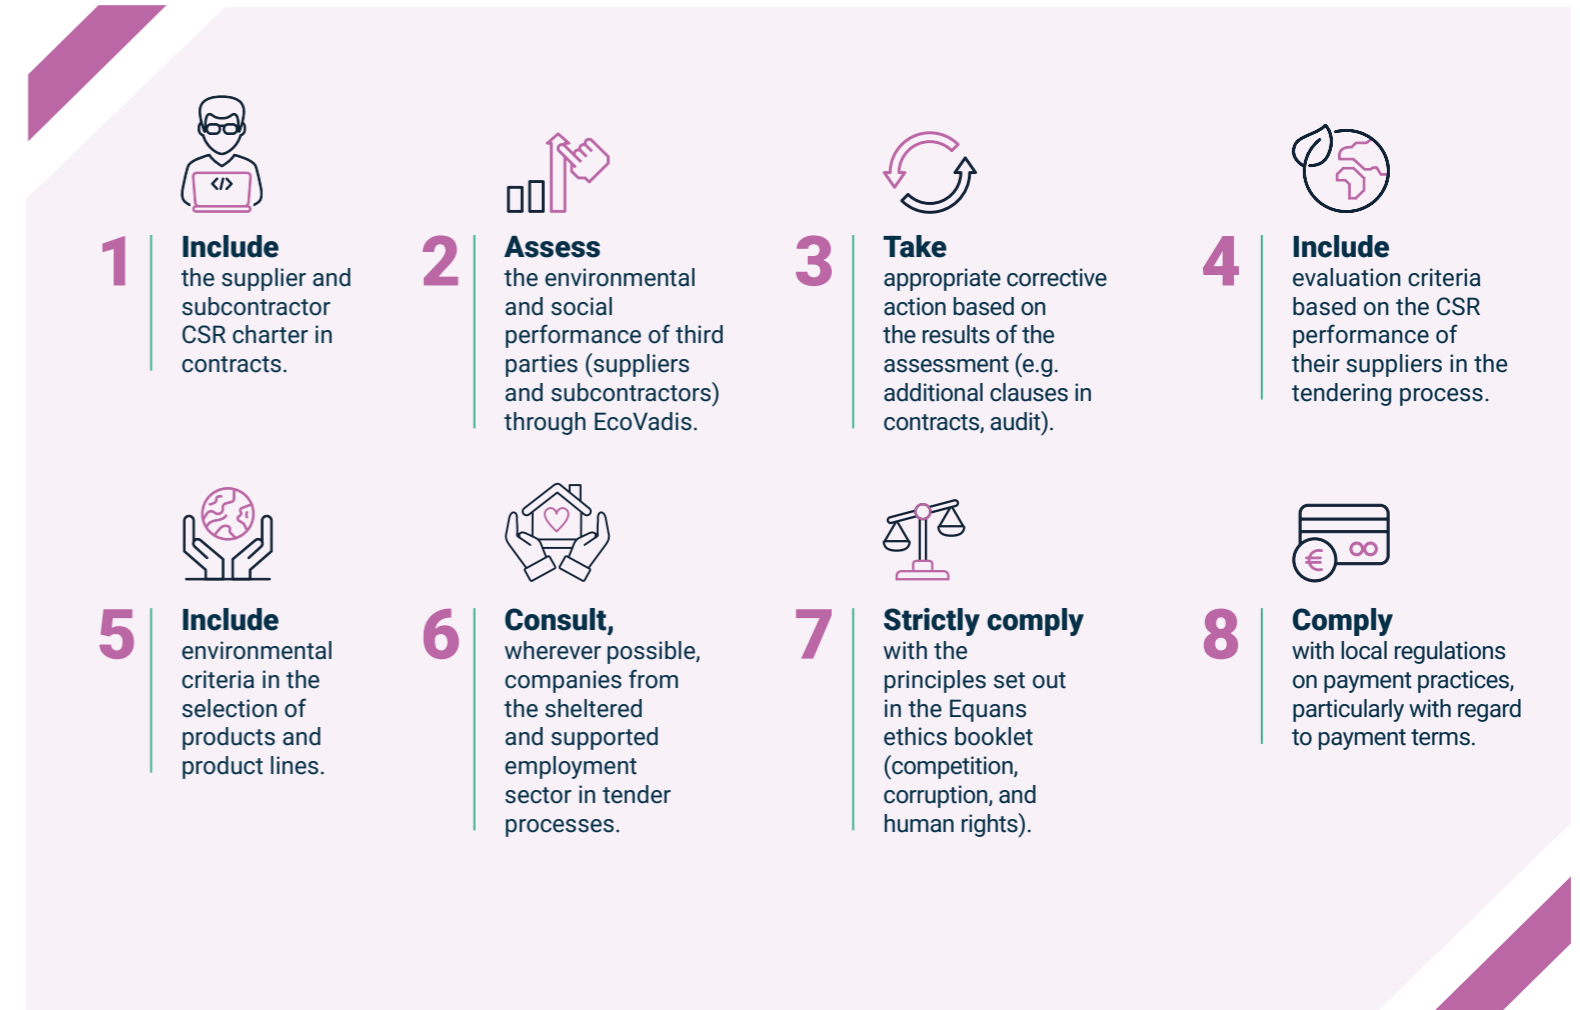 </>
1
Include
the supplier and
subcontractor
CSR charter in
contracts.
2
Assess
the environmental
and social
performance of third
parties (suppliers
and subcontractors)
through EcoVadis.
3
Take
appropriate corrective
action based on
the results of the
assessment (e.g.
additional clauses in
contracts, audit).
4
Include
evaluation criteria
based on the CSR
performance of
their suppliers in the
tendering process.
5
Include
environmental
criteria in the
selection of
products and
product lines.
6
Consult,
wherever possible,
companies from
the sheltered
and supported
employment
sector in tender
processes.
7
Strictly comply
with the
principles set out
in the Equans
ethics booklet
(competition,
corruption, and
human rights).
€
8
Comply
with local regulations
on payment practices,
particularly with regard
to payment terms.